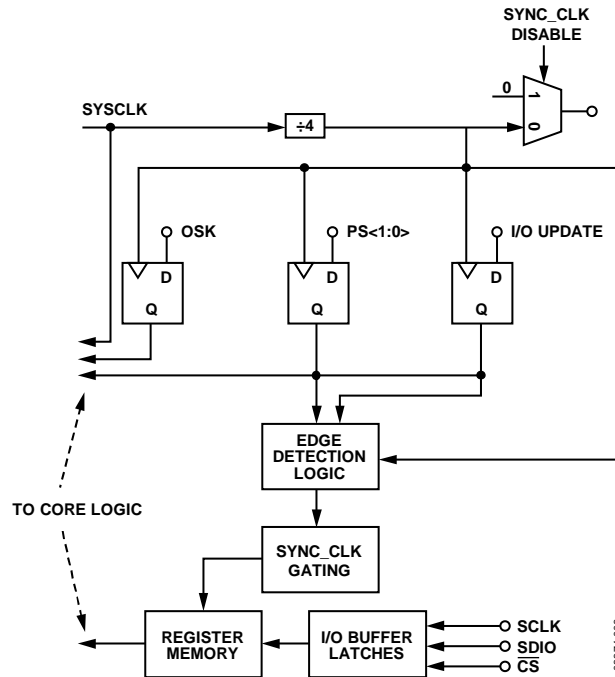 SYNC_CLK
DISABLE
0
1
SYSCLK
÷4
0
OSK
PS<1:0>
I/O UPDATE
D
D
D
Q
Q
Q
EDGE
DETECTION
LOGIC
TO CORE LOGIC
SYNC_CLK
GATING
REGISTER
MEMORY
I/O BUFFER
LATCHES
SCLK
SDIO
CS